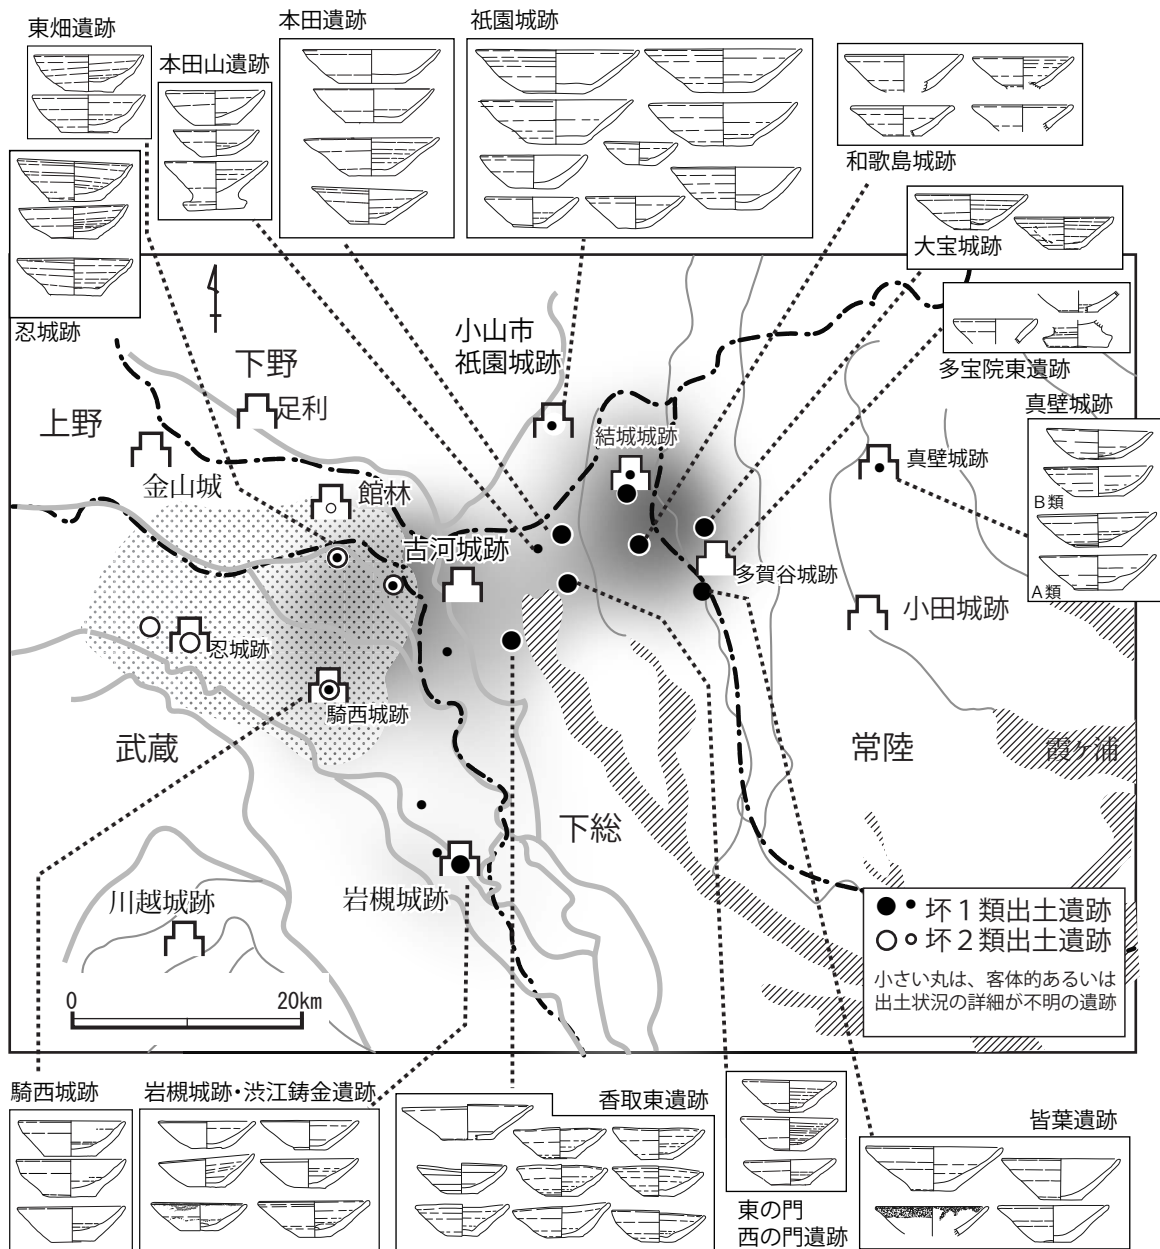 東畑遺跡
本田山遺跡
本田遺跡
祇園城跡
和歌島城跡
大宝城跡
多宝院東遺跡
真壁城跡
B類
A類
忍城跡
小山市
祇園城跡
下野
足利
上野
金山城
館林
結城城跡
真壁城跡
古河城跡
多賀谷城跡
小田城跡
忍城跡
騎西城跡
武蔵
常陸
霞ヶ浦
下総
川越城跡
岩槻城跡
0 20km
坏1類出土遺跡
坏2類出土遺跡
小さい丸は、客体的あるいは
出土状況の詳細が不明の遺跡
騎西城跡
岩槻城跡・渋江鋳金遺跡
香取東遺跡
東の門
西の門遺跡
皆葉遺跡